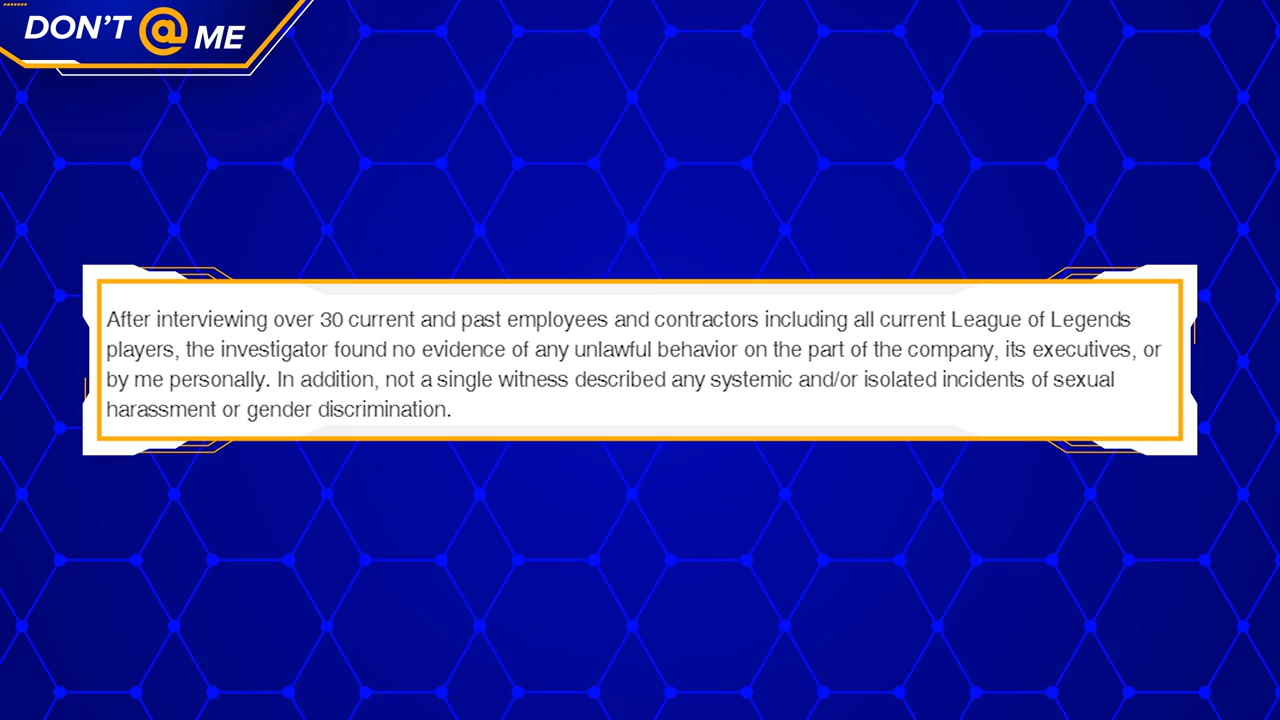 DON'T @ ME
After interviewing over 30 current and past employees and contractors including all current League of Legends
players, the investigator found no evidence of any unlawful behavior on the part of the company, its executives, or
by me personally. In addition, not a single witness described any systemic and/or isolated incidents of sexual
harassment or gender discrimination.